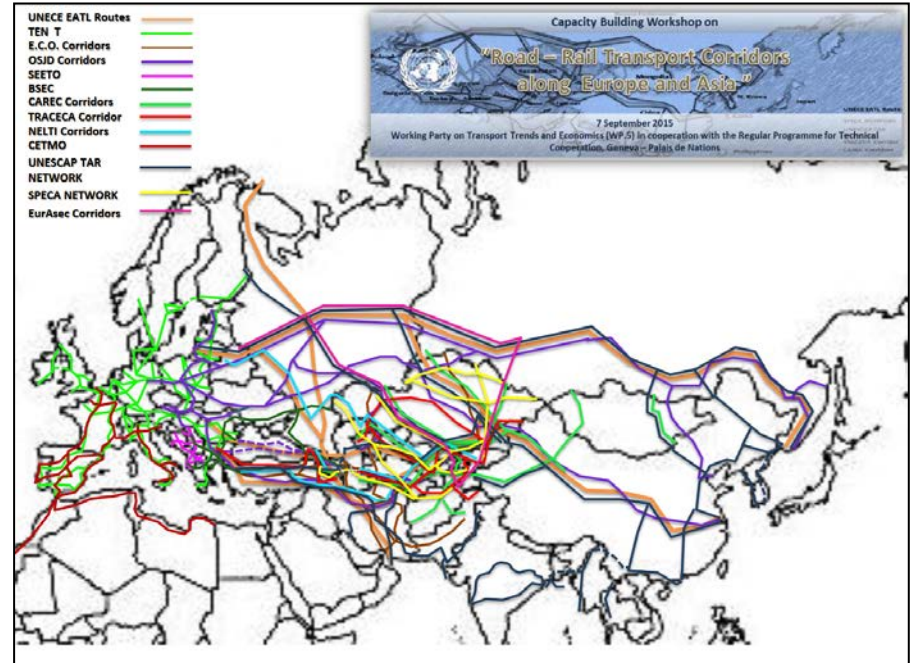 UNECE EATL Routes
TEN T
E.C.O. Corridors
OSJD Corridors
SEETO
BSEC
CAREC Corridors
TRACECA Corridor
NELTI Corridors
CETMO
UNESCAP TAR
NETWORK
SPECA NETWORK
EurAsec Corridors
Capacity Building Workshop on
“Road – Rail Transport Corridors
along Europe and Asia”
7 September 2015
Working Party on Transport Trends and Economics (WP.5) in cooperation with the Regular Programme for Technical
Cooperation, Geneva – Palais de Nations